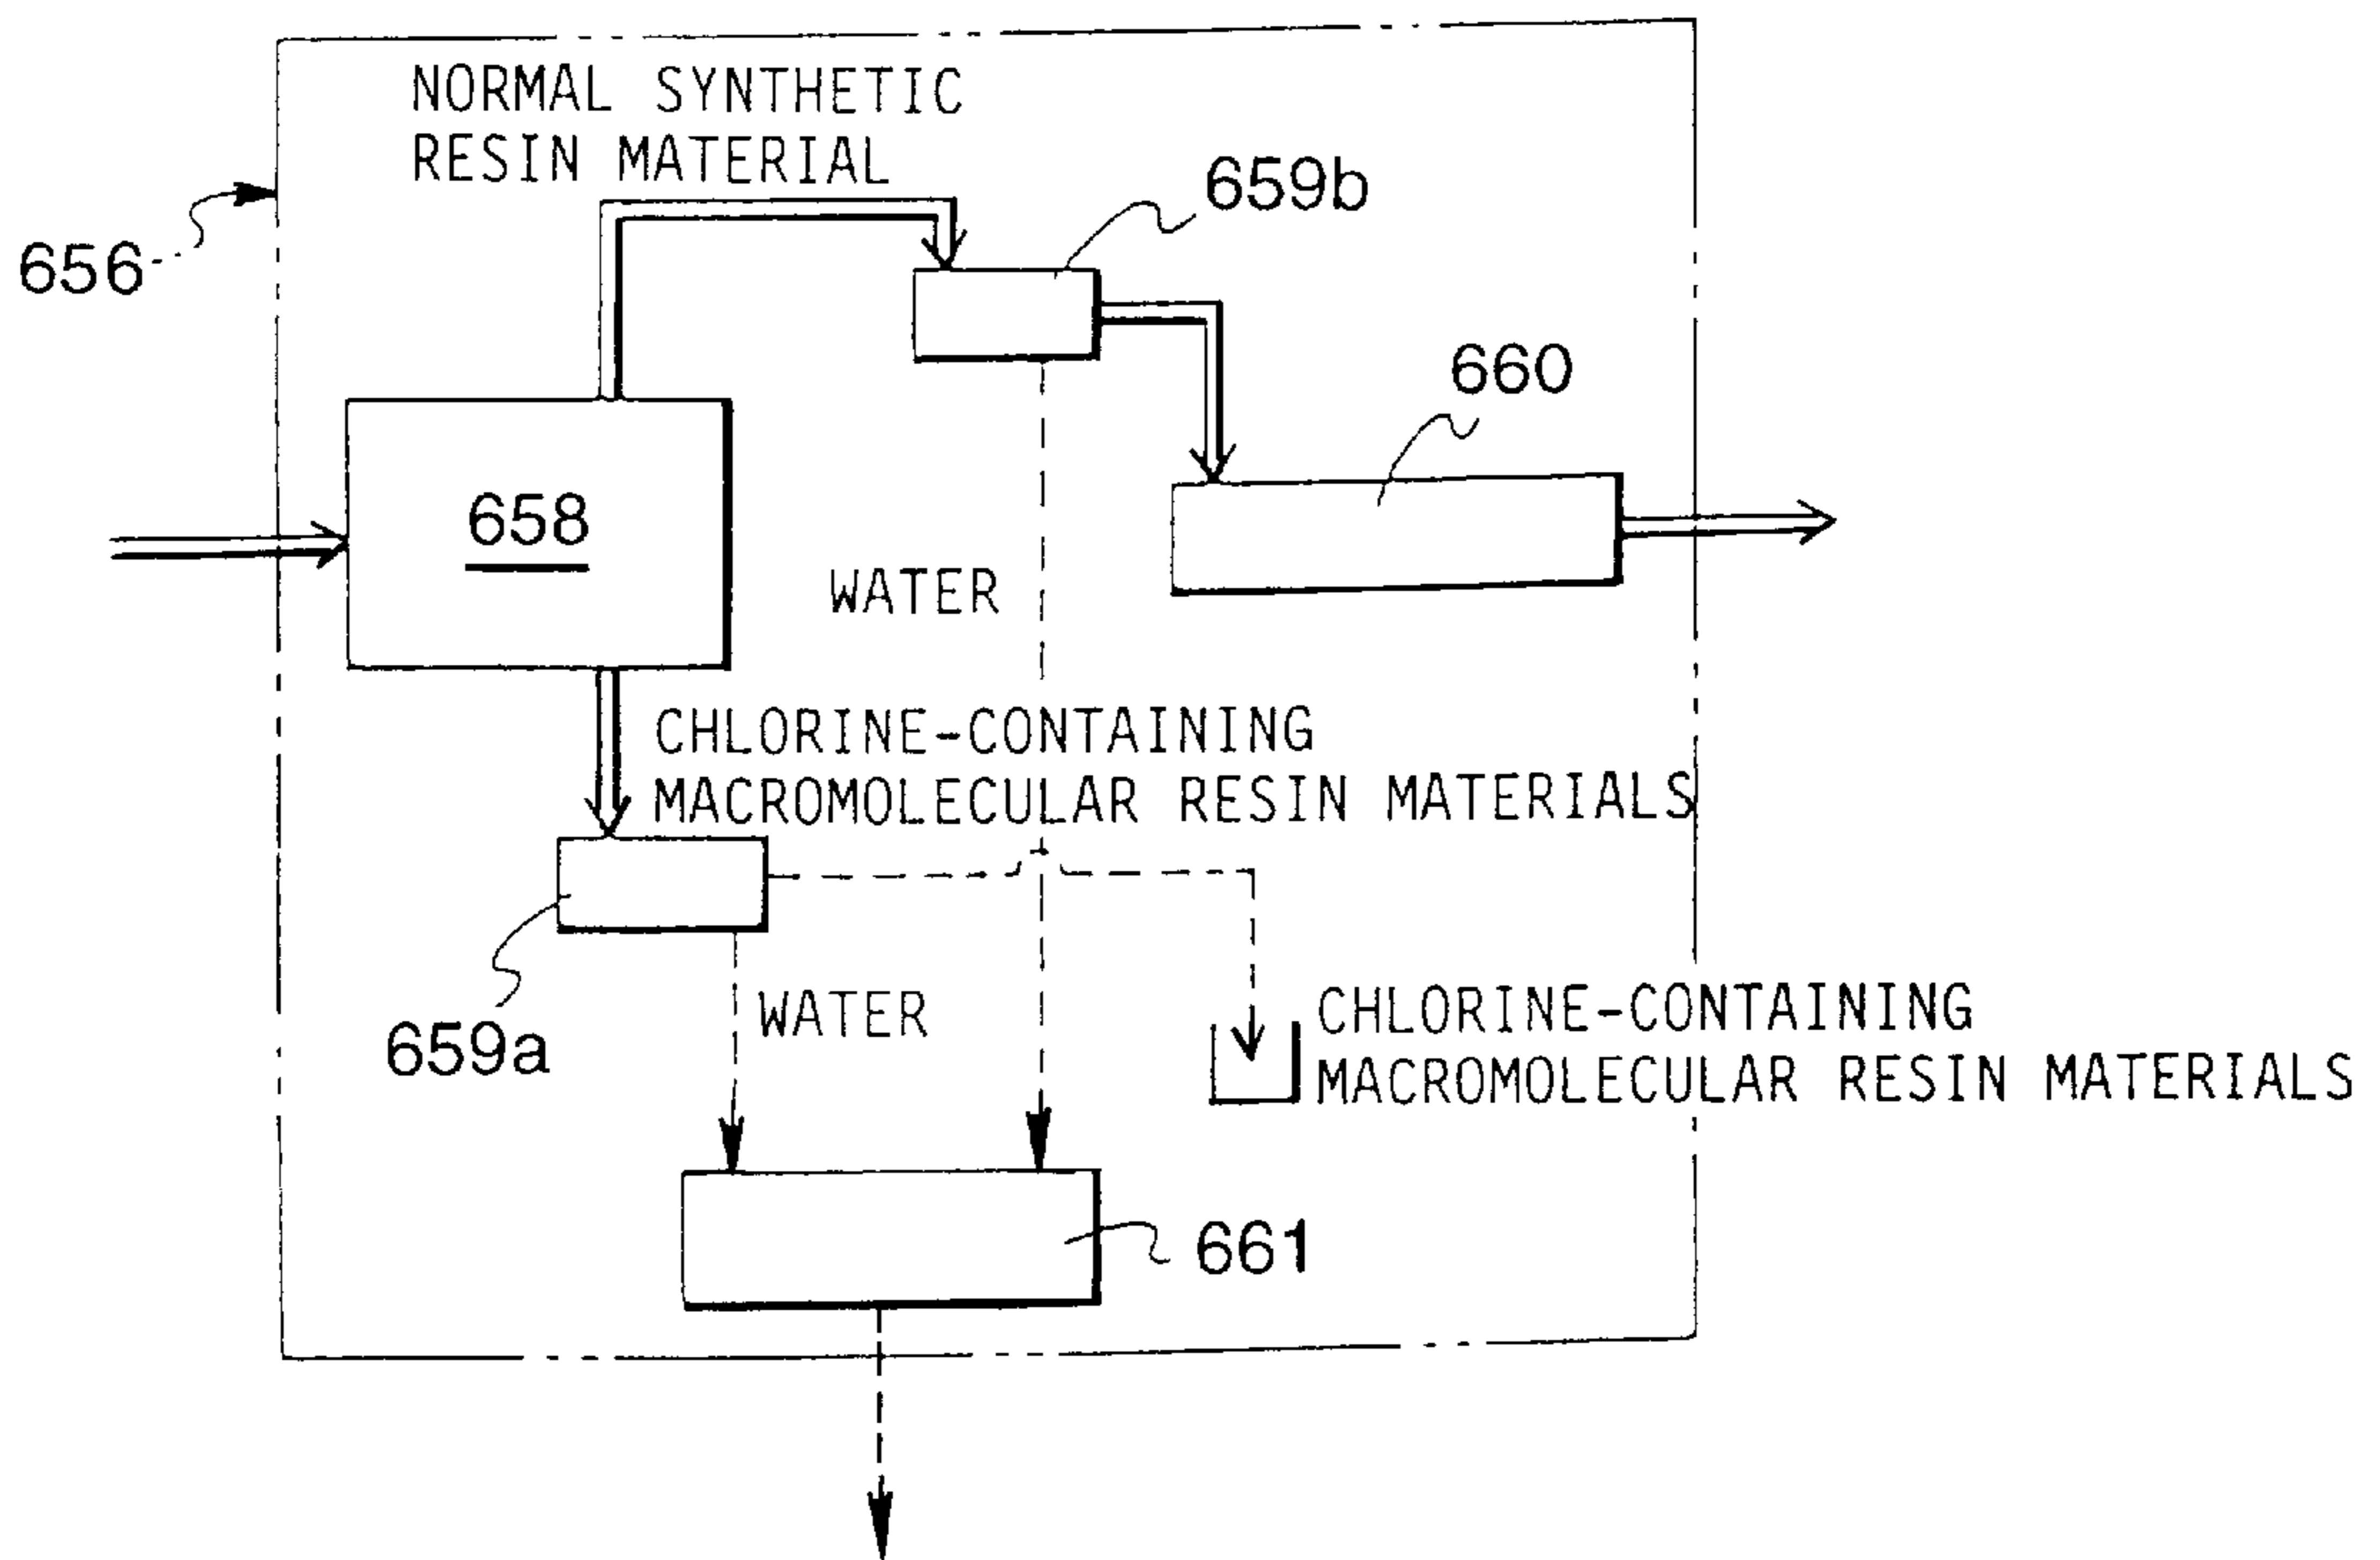 NORMAL SYNTHETIC
RESIN MATERIAL
659b
656
660
658
WATER
CHLORINE-CONTAINING
MACROMOLECULAR RESIN MATERIALS
WATER
659a
CHLORINE-CONTAINING
MACROMOLECULAR RESIN MATERIALS
661